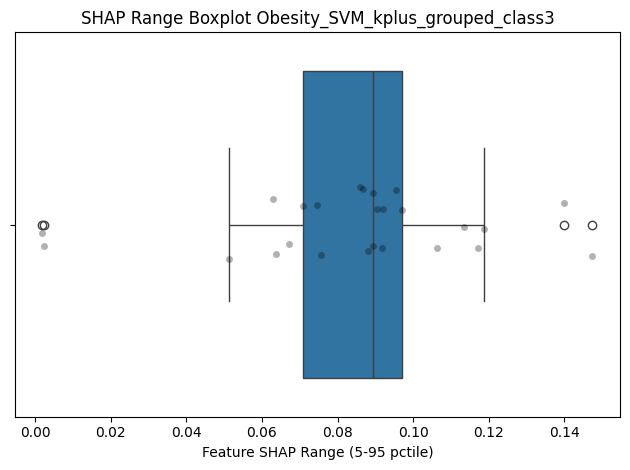 SHAP Range Boxplot Obesity_SVM_kplus_grouped_class3
0.00 0.02 0.04 0.06 0.08 0.10 0.12 0.14
Feature SHAP Range (5-95 pctile)